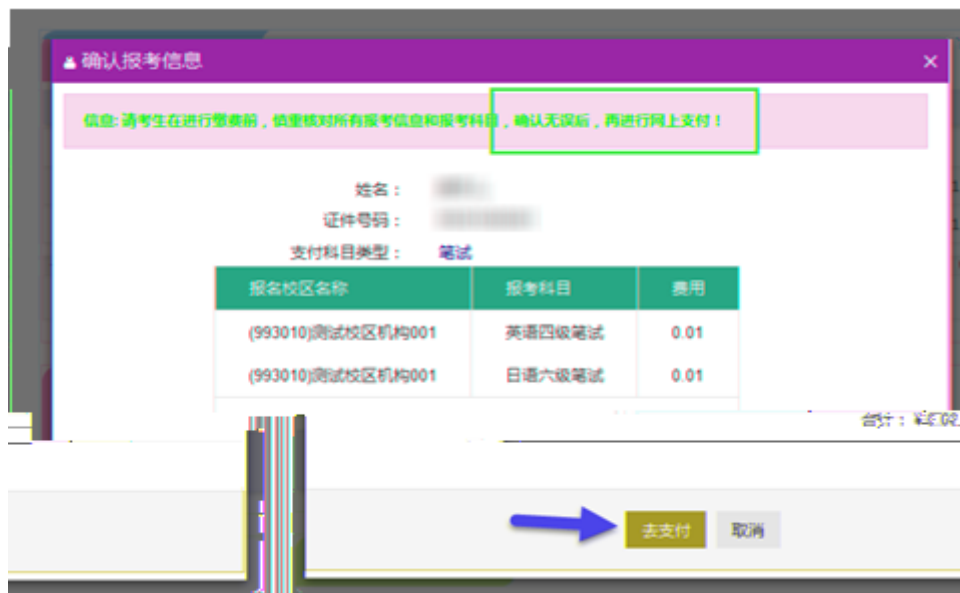 确认报考信息
信息: 请考生在进行缴费前，慎重核对所有报考信息和报考科目，确认无误后，再进行网上支付！
姓名：
证件号码：
支付科目类型： 笔试
报名校区名称 报考科目 费用
(993010)测试校区机构001 英语四级笔试 0.01
(993010)测试校区机构001 日语六级笔试 0.01
合计：
去支付 取消